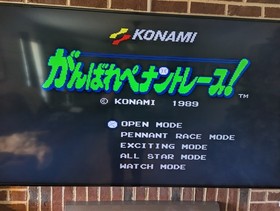 KONAMI
がんばれペナントレース!
TM
© KONAMI 1989
OPEN MODE
PENNANT RACE MODE
EXCITING MODE
ALL STAR MODE
WATCH MODE